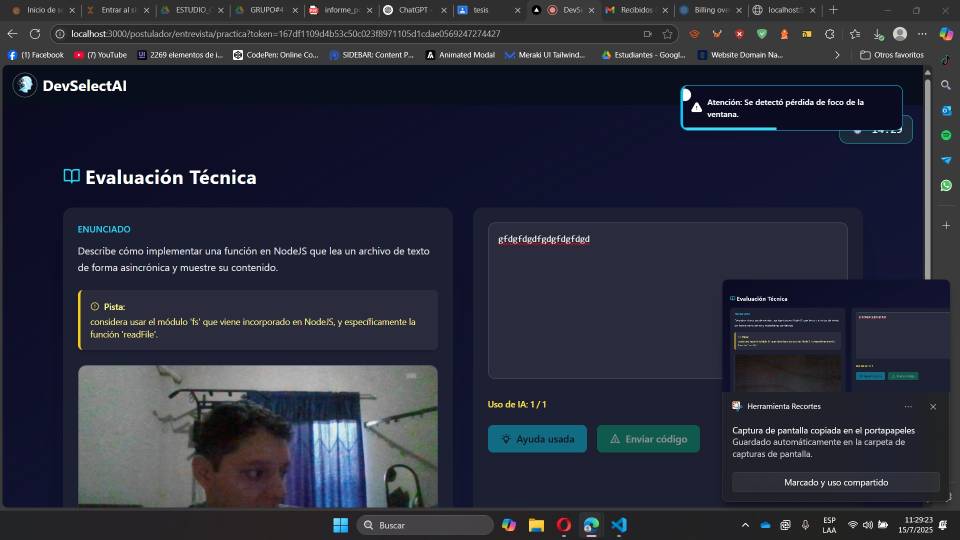 Inicio de s
Entrar al si
ESTUDIO_
GRUPO#4
informe_po
ChatGPT
tesis
DevSe
Recibidos
Billing over
localhost:
localhost:3000/postulador/entrevista/practica?token=167df1109d4b53c50c023f8971105d1cdae0569247274427
(1) Facebook
(7) YouTube
2269 elementos de i...
CodePen: Online Co...
SIDEBAR: Content P...
Animated Modal
Meraki UI Tailwind...
Estudiantes - Googl...
Website Domain Na...
Otros favoritos
DevSelectAI
Atención: Se detectó pérdida de foco de la
ventana.
Evaluación Técnica
ENUNCIADO
Describe cómo implementar una función en NodeJS que lea un archivo de texto
de forma asincrónica y muestre su contenido.
Pista:
considera usar el módulo 'fs' que viene incorporado en NodeJS, y específicamente la
función 'readFile'.
gfdgfdgdfgdgfdgfdgd
Uso de IA: 1 / 1
Ayuda usada
Enviar código
Evaluación Técnica
Herramienta Recortes
Captura de pantalla copiada en el portapapeles
Guardado automáticamente en la carpeta de
capturas de pantalla.
Marcado y uso compartido
Buscar
ESP
LAA
11:29:23
15/7/2025